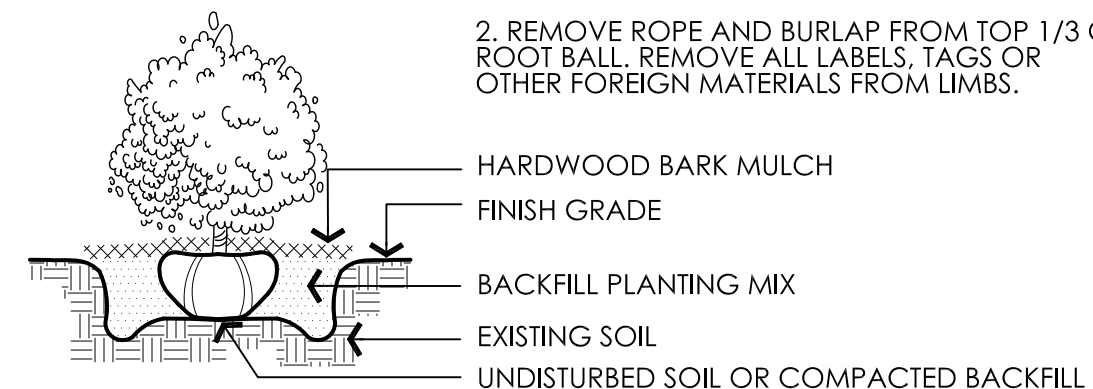 2. REMOVE ROPE AND BURLAP FROM TOP 1/3
ROOT BALL. REMOVE ALL LABELS, TAGS OR
OTHER FOREIGN MATERIALS FROM LIMBS.
HARDWOOD BARK MULCH
FINISH GRADE
BACKFILL PLANTING MIX
EXISTING SOIL
UNDISTURBED SOIL OR COMPACTED BACKFILL